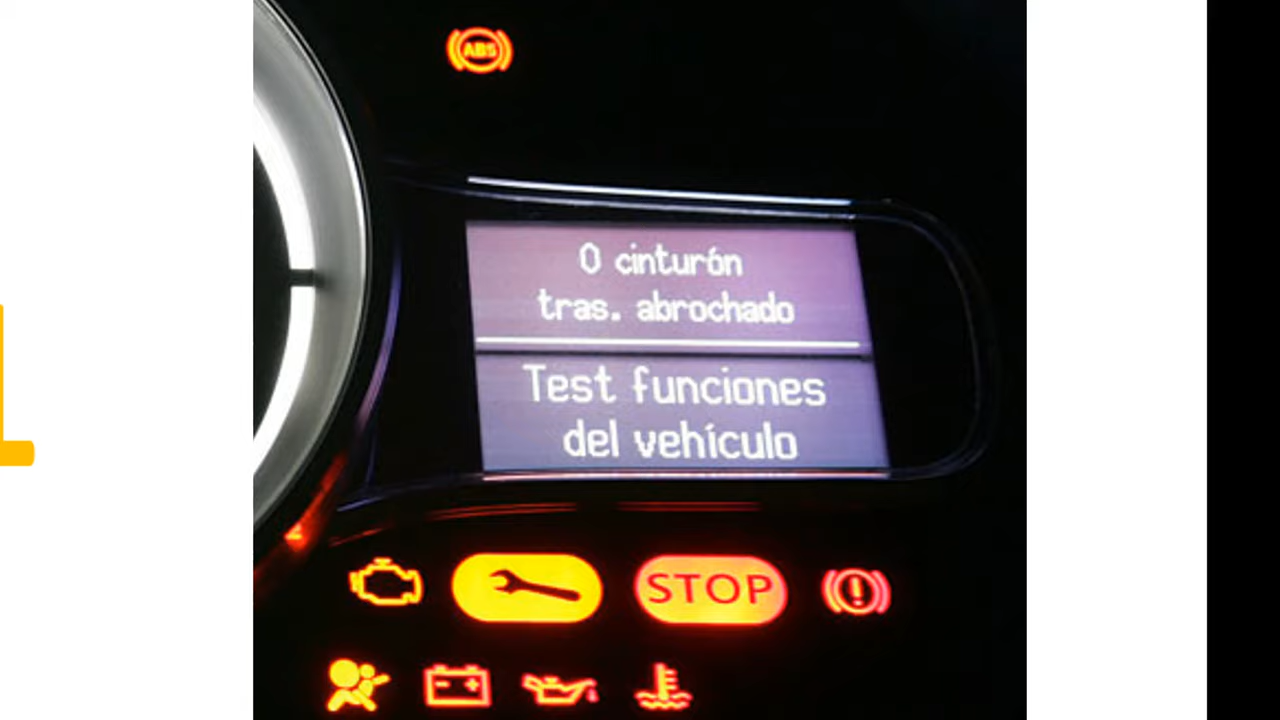 ABS
0 cinturón
tras. abrochado
Test funciones
del vehículo
STOP